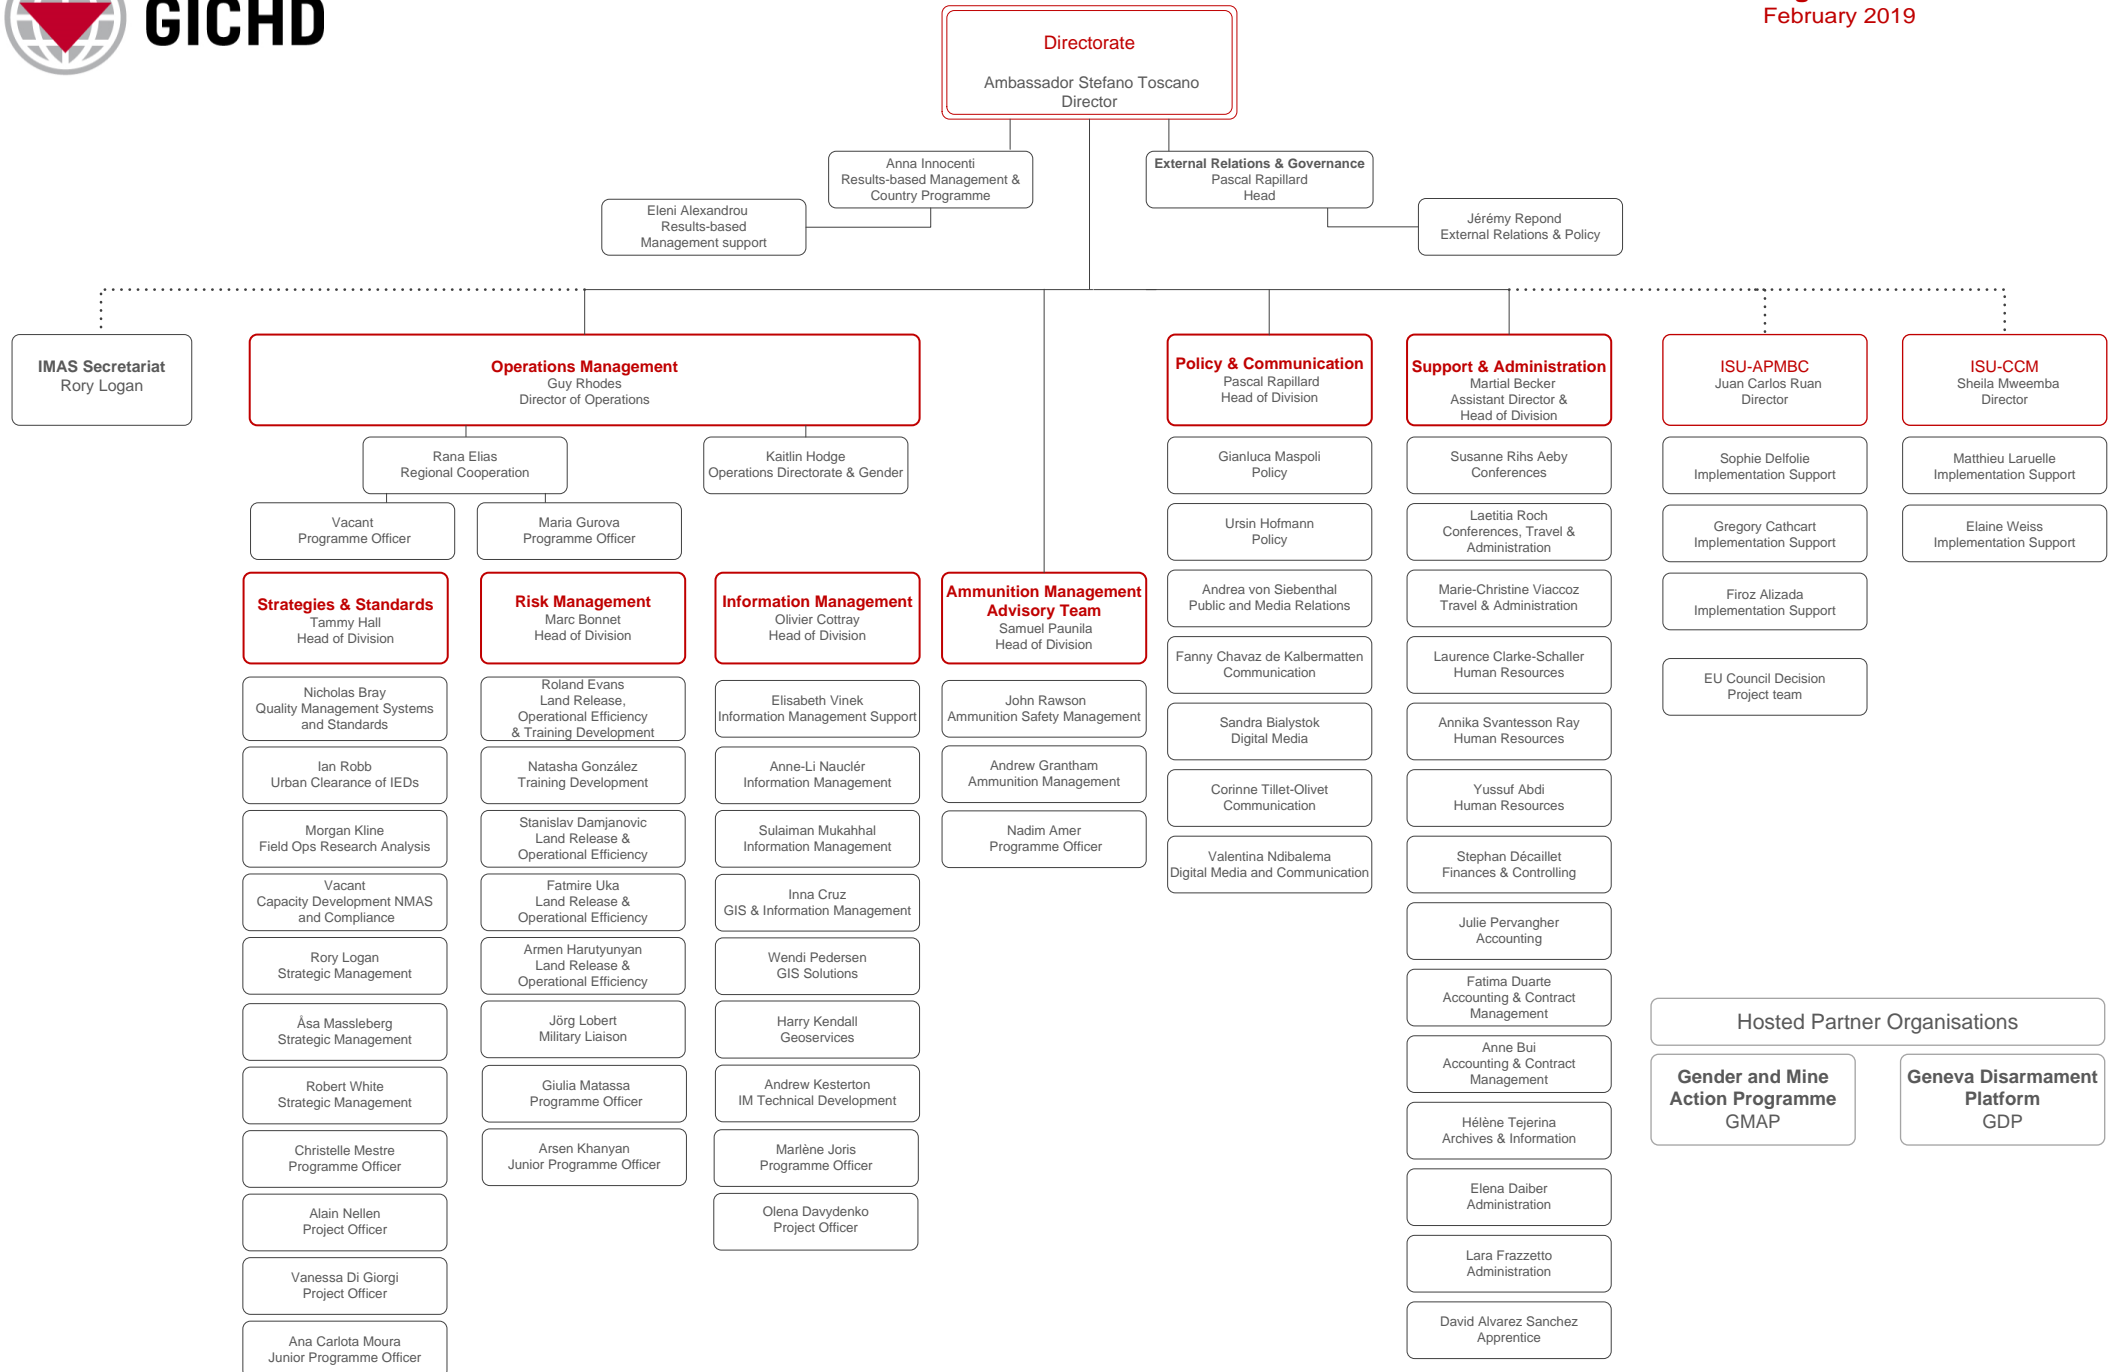 GICHD
February 2019
Directorate
Ambassador Stefano Toscano
Director
Anna Innocenti
Results-based Management &
Country Programme
External Relations & Governance
Pascal Rapillard
Head
Eleni Alexandrou
Results-based
Management support
Jérémy Repond
External Relations & Policy
IMAS Secretariat
Rory Logan
Operations Management
Guy Rhodes
Director of Operations
Policy & Communication
Pascal Rapillard
Head of Division
Support & Administration
Martial Becker
Assistant Director &
Head of Division
ISU-APMBC
Juan Carlos Ruan
Director
ISU-CCM
Sheila Mweemba
Director
Rana Elias
Regional Cooperation
Kaitlin Hodge
Operations Directorate & Gender
Vacant
Programme Officer
Maria Gurova
Programme Officer
Strategies & Standards
Tammy Hall
Head of Division
Nicholas Bray
Quality Management Systems
and Standards
Ian Robb
Urban Clearance of IEDs
Morgan Kline
Field Ops Research Analysis
Vacant
Capacity Development NMAS
and Compliance
Rory Logan
Strategic Management
Åsa Massleberg
Strategic Management
Robert White
Strategic Management
Christelle Mestre
Programme Officer
Alain Nellen
Project Officer
Vanessa Di Giorgi
Project Officer
Ana Carlota Moura
Junior Programme Officer
Risk Management
Marc Bonnet
Head of Division
Roland Evans
Land Release,
Operational Efficiency
& Training Development
Natasha González
Training Development
Stanislav Damjanovic
Land Release &
Operational Efficiency
Fatmire Uka
Land Release &
Operational Efficiency
Armen Harutyunyan
Land Release &
Operational Efficiency
Jörg Lobert
Military Liaison
Giulia Matassa
Programme Officer
Arsen Khanyan
Junior Programme Officer
Information Management
Olivier Cottray
Head of Division
Elisabeth Vinek
Information Management Support
Anne-Li Nauclér
Information Management
Sulaiman Mukahhal
Information Management
Inna Cruz
GIS & Information Management
Wendi Pedersen
GIS Solutions
Harry Kendall
Geoservices
Andrew Kesterton
IM Technical Development
Marlène Joris
Programme Officer
Olena Davydenko
Project Officer
Ammunition Management
Advisory Team
Samuel Paunila
Head of Division
John Rawson
Ammunition Safety Management
Andrew Grantham
Ammunition Management
Nadim Amer
Programme Officer
Gianluca Maspoli
Policy
Ursin Hofmann
Policy
Andrea von Siebenthal
Public and Media Relations
Fanny Chavaz de Kalbermatten
Communication
Sandra Bialystok
Digital Media
Corinne Tillet-Olivet
Communication
Valentina Ndibalema
Digital Media and Communication
Susanne Rihs Aeby
Conferences
Laetitia Roch
Conferences, Travel &
Administration
Marie-Christine Viaccoz
Travel & Administration
Laurence Clarke-Schaller
Human Resources
Annika Svantesson Ray
Human Resources
Yussuf Abdi
Human Resources
Stephan Décaillet
Finances & Controlling
Julie Pervangher
Accounting
Fatima Duarte
Accounting & Contract
Management
Anne Bui
Accounting & Contract
Management
Hélène Tejerina
Archives & Information
Elena Daiber
Administration
Lara Frazzetto
Administration
David Alvarez Sanchez
Apprentice
Sophie Delfolie
Implementation Support
Gregory Cathcart
Implementation Support
Firoz Alizada
Implementation Support
EU Council Decision
Project team
Matthieu Laruelle
Implementation Support
Elaine Weiss
Implementation Support
Hosted Partner Organisations
Gender and Mine
Action Programme
GMAP
Geneva Disarmament
Platform
GDP